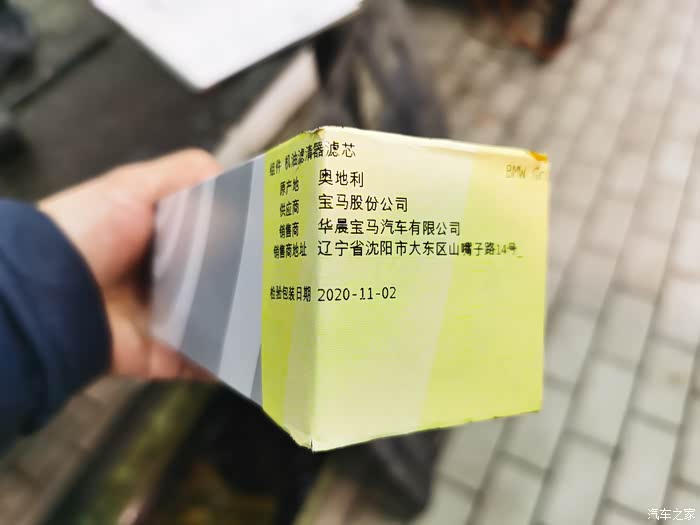 组件 机油滤清器滤芯
BMW Gr
原产地 奥地利
供应商 宝马股份公司
销售商 华晨宝马汽车有限公司
销售商地址 辽宁省沈阳市大东区山嘴子路14号
检验包装日期 2020-11-02
汽车之家